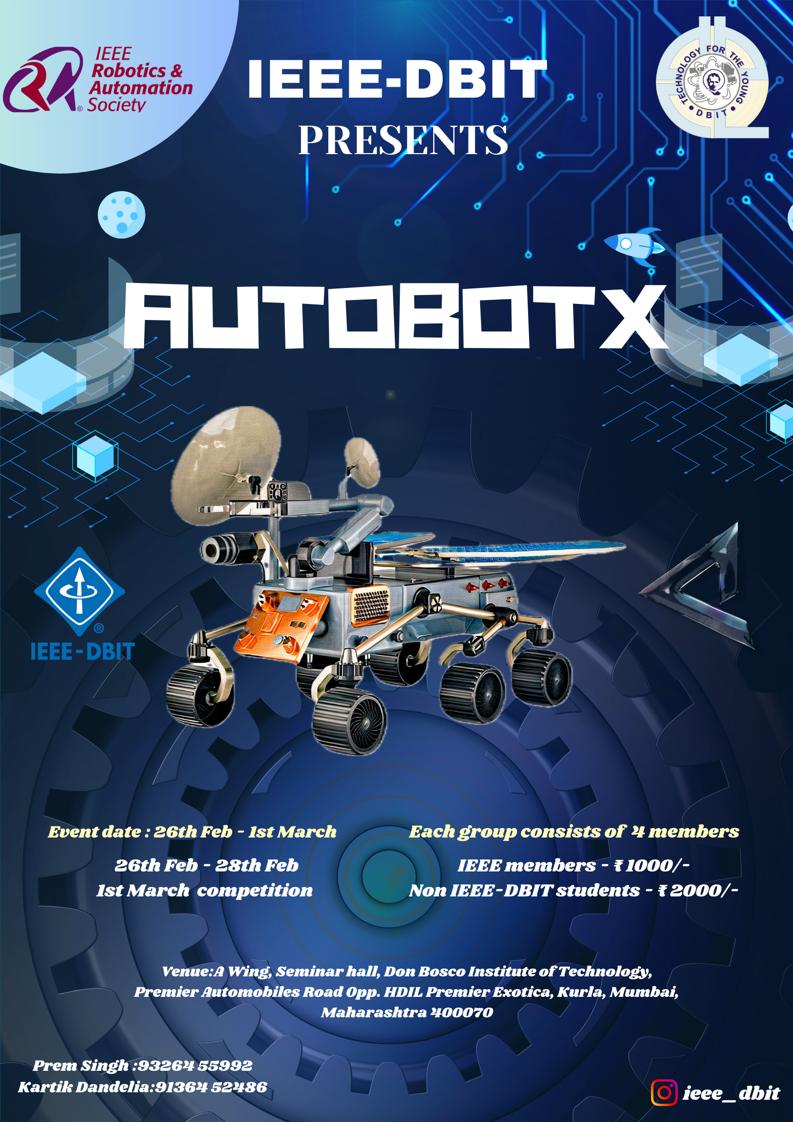 IEEE
Robotics &
Automation
Society
IEEE-DBIT
PRESENTS
TECHNOLOGY FOR THE YOUNG
DBIT
AUTOBOTX
®
IEEE-DBIT
Event date : 26th Feb - 1st March
26th Feb - 28th Feb
1st March competition
Each group consists of 4 members
IEEE members - ₹ 1000/-
Non IEEE-DBIT students - ₹ 2000/-
Venue:A Wing, Seminar hall, Don Bosco Institute of Technology,
Premier Automobiles Road Opp. HDIL Premier Exotica, Kurla, Mumbai,
Maharashtra 400070
Prem Singh :93264 55992
Kartik Dandelia:91364 52486
ieee_dbit